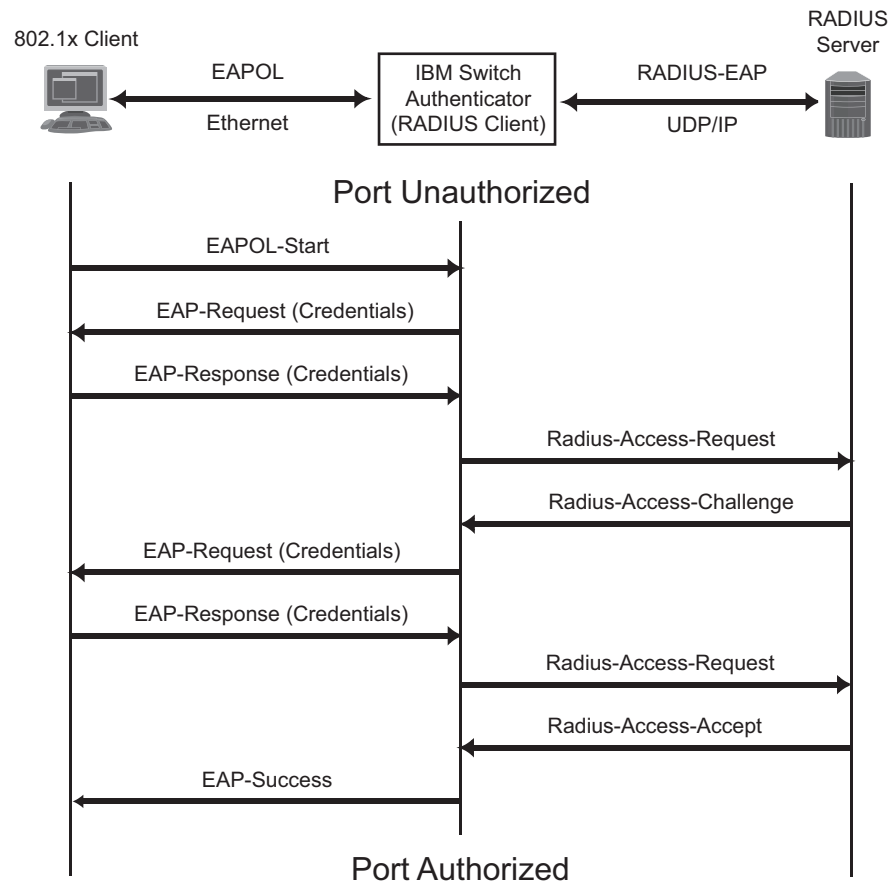 802.1x Client
EAPOL
Ethernet
IBM Switch
Authenticator
(RADIUS Client)
RADIUS-EAP
UDP/IP
RADIUS
Server
Port Unauthorized
EAPOL-Start
EAP-Request (Credentials)
EAP-Response (Credentials)
Radius-Access-Request
Radius-Access-Challenge
EAP-Request (Credentials)
EAP-Response (Credentials)
Radius-Access-Request
Radius-Access-Accept
EAP-Success
Port Authorized